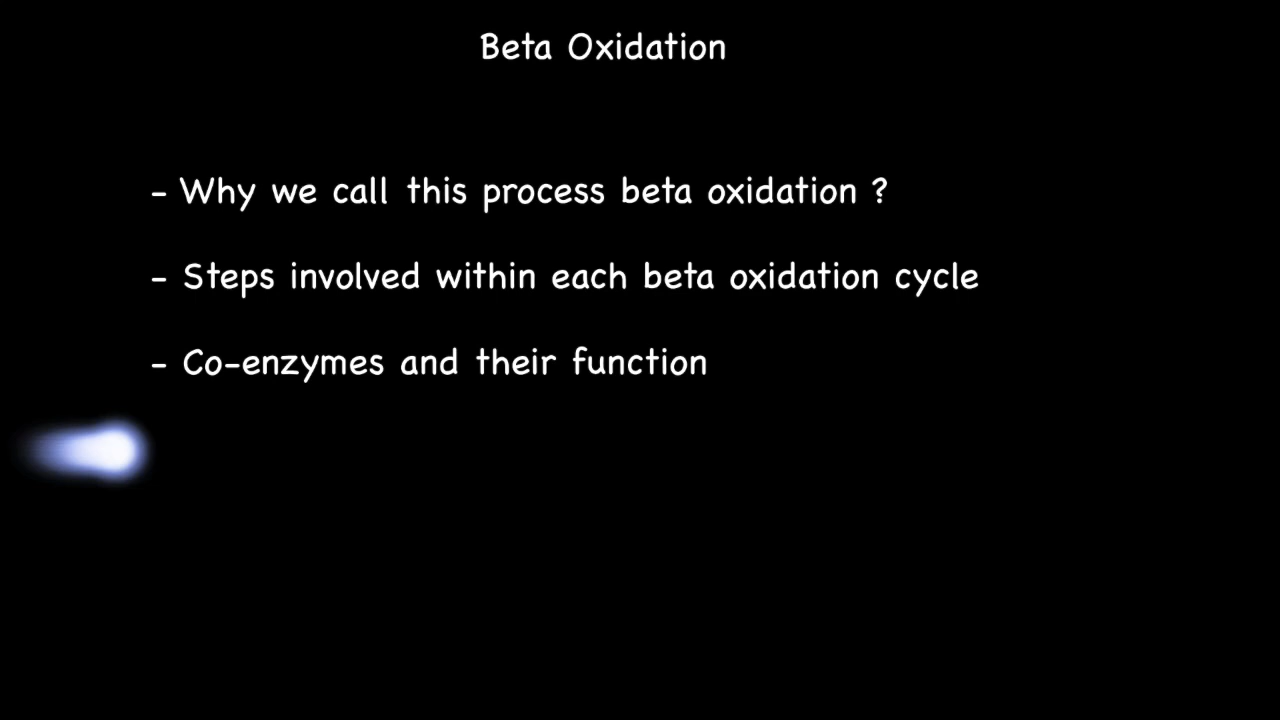 Beta Oxidation
- Why we call this process beta oxidation ?
- Steps involved within each beta oxidation cycle
- Co-enzymes and their function